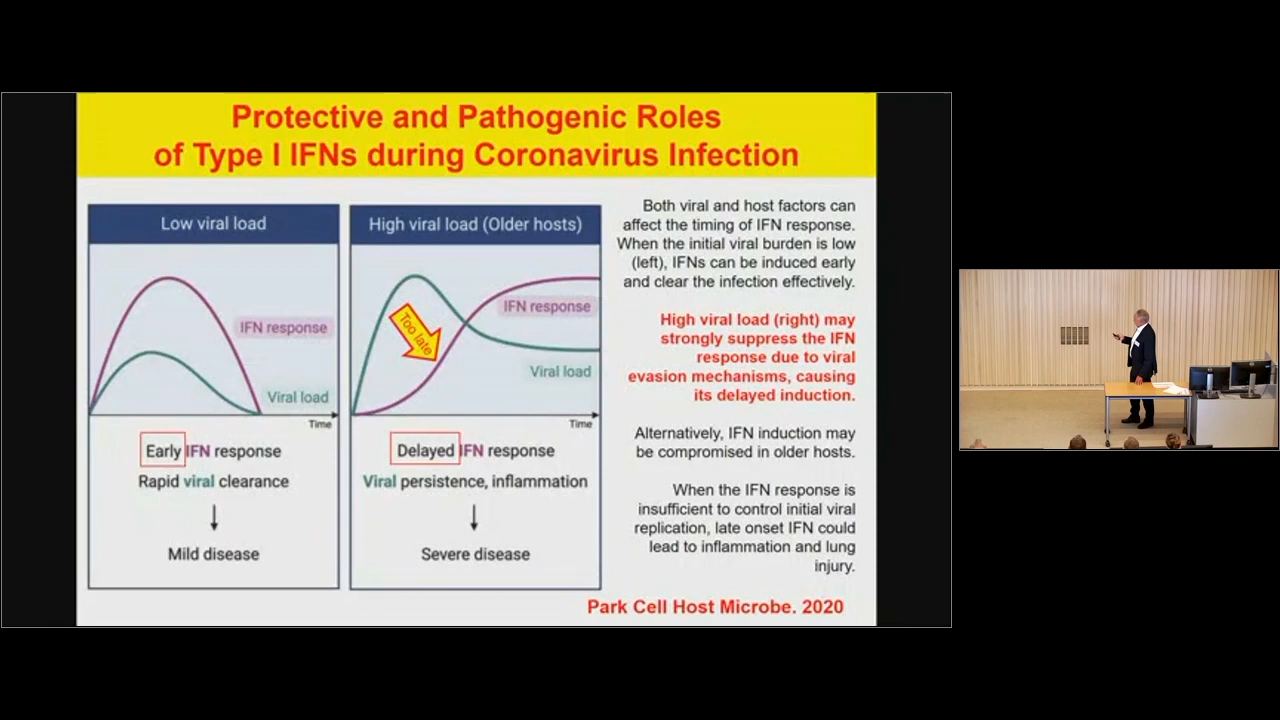 Protective and Pathogenic Roles
of Type I IFNs during Coronavirus Infection
Low viral load
IFN response
Viral load
Time
Early IFN response
Rapid viral clearance
Mild disease
High viral load (Older hosts)
Too late
IFN response
Viral load
Time
Delayed IFN response
Viral persistence, inflammation
Severe disease
Both viral and host factors can
affect the timing of IFN response.
When the initial viral burden is low
(left), IFNs can be induced early
and clear the infection effectively.
High viral load (right) may
strongly suppress the IFN
response due to viral
evasion mechanisms, causing
its delayed induction.
Alternatively, IFN induction may
be compromised in older hosts.
When the IFN response is
insufficient to control initial viral
replication, late onset IFN could
lead to inflammation and lung
injury.
Park Cell Host Microbe. 2020